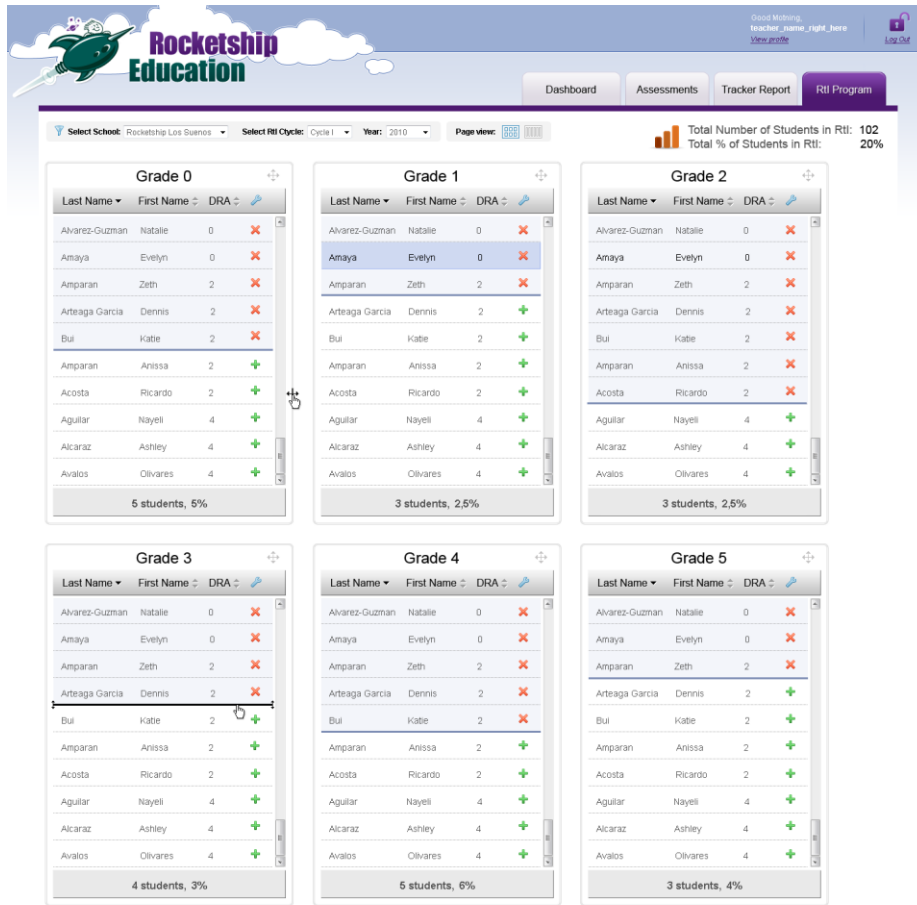 Good Motning,
teacher_name_right_here
View profile
Log Out
Rocketship
Education
Dashboard Assessments Tracker Report RtI Program
Select School: Rocketship Los Suenos Select RtI Ctycle: Cycle I Year: 2010 Page view:
Total Number of Students in RtI: 102
Total % of Students in RtI: 20%
Grade 0
Last Name First Name DRA
Alvarez-Guzman Natalie 0
Amaya Evelyn 0
Amparan Zeth 2
Arteaga Garcia Dennis 2
Bui Katie 2
Amparan Anissa 2
Acosta Ricardo 2
Aguilar Nayeli 4
Alcaraz Ashley 4
Avalos Olivares 4
5 students, 5%
Grade 1
Last Name First Name DRA
Alvarez-Guzman Natalie 0
Amaya Evelyn 0
Amparan Zeth 2
Arteaga Garcia Dennis 2
Bui Katie 2
Amparan Anissa 2
Acosta Ricardo 2
Aguilar Nayeli 4
Alcaraz Ashley 4
Avalos Olivares 4
3 students, 2,5%
Grade 2
Last Name First Name DRA
Alvarez-Guzman Natalie 0
Amaya Evelyn 0
Amparan Zeth 2
Arteaga Garcia Dennis 2
Bui Katie 2
Amparan Anissa 2
Acosta Ricardo 2
Aguilar Nayeli 4
Alcaraz Ashley 4
Avalos Olivares 4
3 students, 2,5%
Grade 3
Last Name First Name DRA
Alvarez-Guzman Natalie 0
Amaya Evelyn 0
Amparan Zeth 2
Arteaga Garcia Dennis 2
Bui Katie 2
Amparan Anissa 2
Acosta Ricardo 2
Aguilar Nayeli 4
Alcaraz Ashley 4
Avalos Olivares 4
4 students, 3%
Grade 4
Last Name First Name DRA
Alvarez-Guzman Natalie 0
Amaya Evelyn 0
Amparan Zeth 2
Arteaga Garcia Dennis 2
Bui Katie 2
Amparan Anissa 2
Acosta Ricardo 2
Aguilar Nayeli 4
Alcaraz Ashley 4
Avalos Olivares 4
5 students, 6%
Grade 5
Last Name First Name DRA
Alvarez-Guzman Natalie 0
Amaya Evelyn 0
Amparan Zeth 2
Arteaga Garcia Dennis 2
Bui Katie 2
Amparan Anissa 2
Acosta Ricardo 2
Aguilar Nayeli 4
Alcaraz Ashley 4
Avalos Olivares 4
3 students, 4%